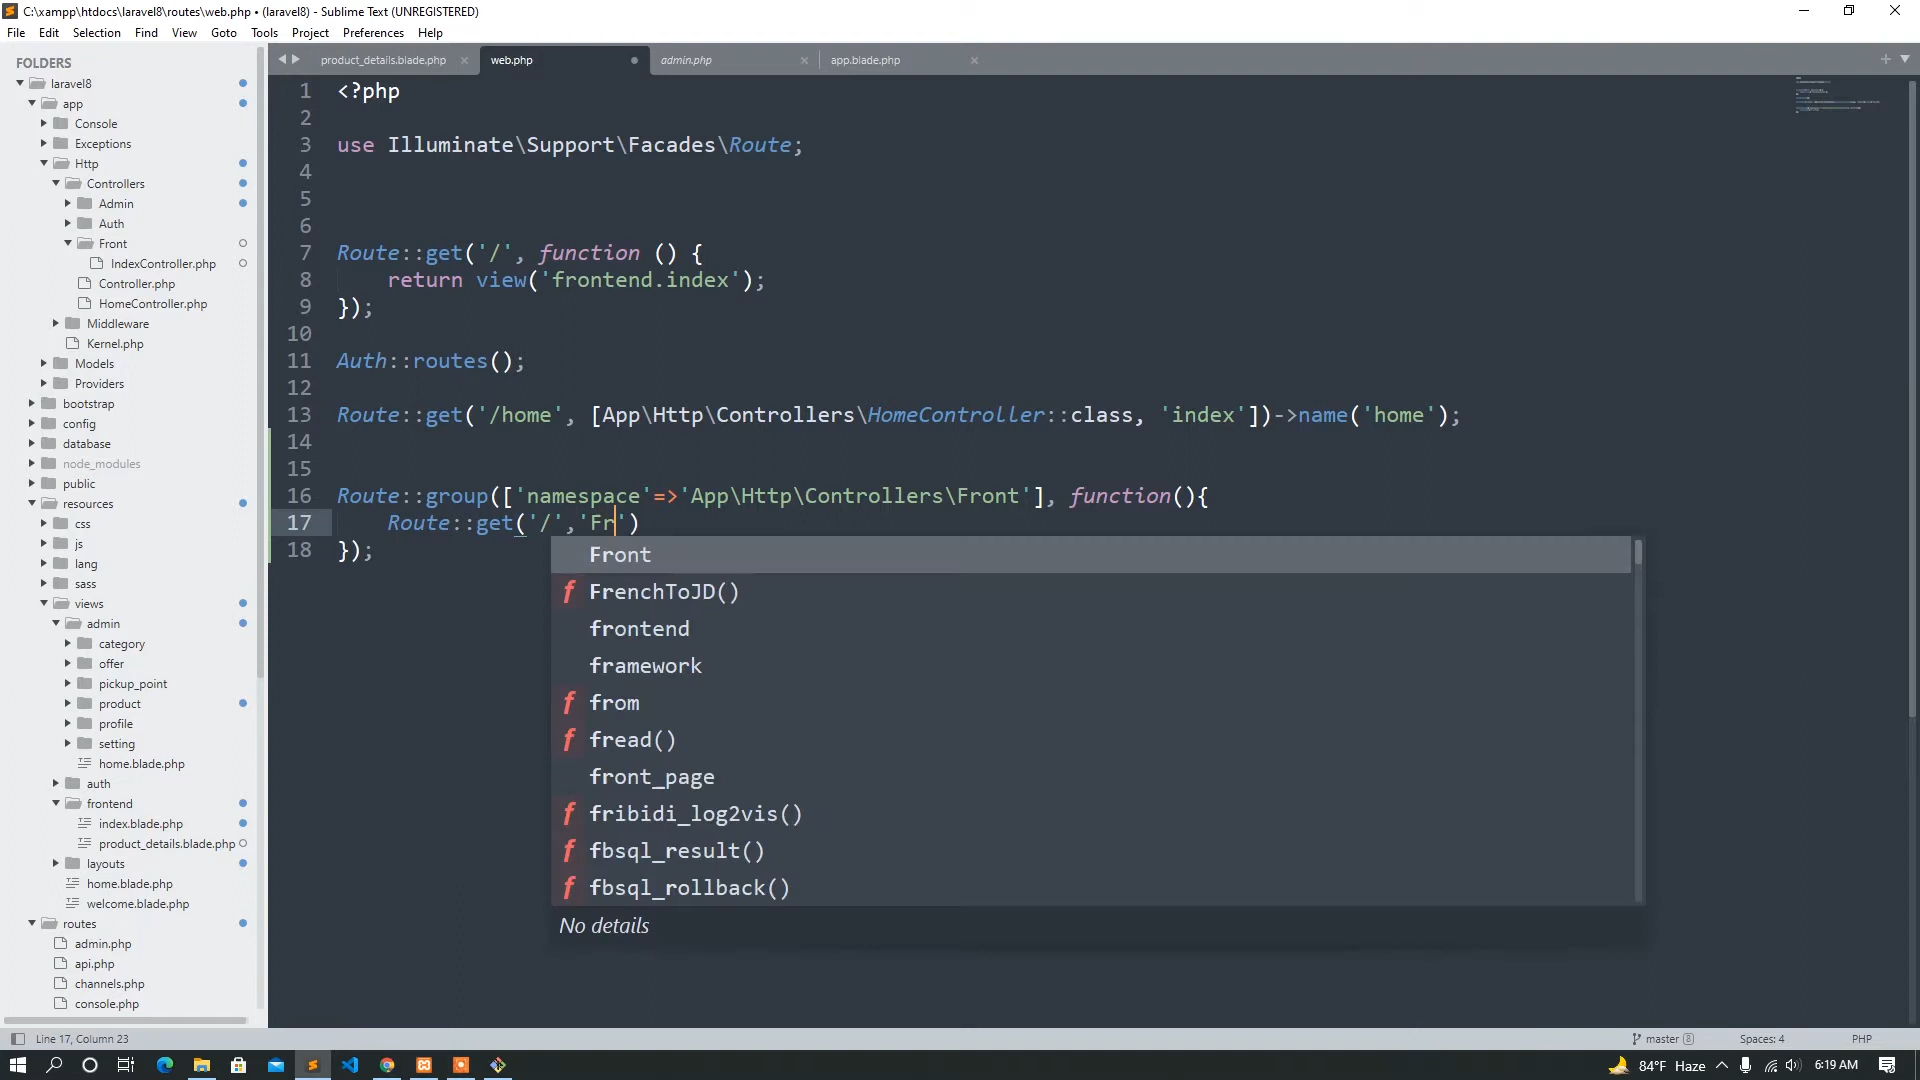 C:\xampp\htdocs\laravel8\routes\web.php • (laravel8) - Sublime Text (UNREGISTERED)
File Edit Selection Find View Goto Tools Project Preferences Help
FOLDERS
laravel8
app
Console
Exceptions
Http
Controllers
Admin
Auth
Front
IndexController.php
Controller.php
HomeController.php
Middleware
Kernel.php
Models
Providers
bootstrap
config
database
node_modules
public
resources
css
js
lang
sass
views
admin
category
offer
pickup_point
product
profile
setting
home.blade.php
auth
frontend
index.blade.php
product_details.blade.php
layouts
home.blade.php
welcome.blade.php
routes
admin.php
api.php
channels.php
console.php
product_details.blade.php web.php admin.php app.blade.php
1 <?php
2
3 use Illuminate\Support\Facades\Route;
4
5
6
7 Route::get('/', function () {
8 return view('frontend.index');
9 });
10
11 Auth::routes();
12
13 Route::get('/home', [App\Http\Controllers\HomeController::class, 'index'])->name('home');
14
15
16 Route::group(['namespace'=>'App\Http\Controllers\Front'], function(){
17 Route::get('/','Fr')
18 });
Front
f FrenchToJD()
frontend
framework
f from
f fread()
front_page
f fribidi_log2vis()
f fbsql_result()
f fbsql_rollback()
No details
Line 17, Column 23 master 8 Spaces: 4 PHP
84°F Haze 6:19 AM